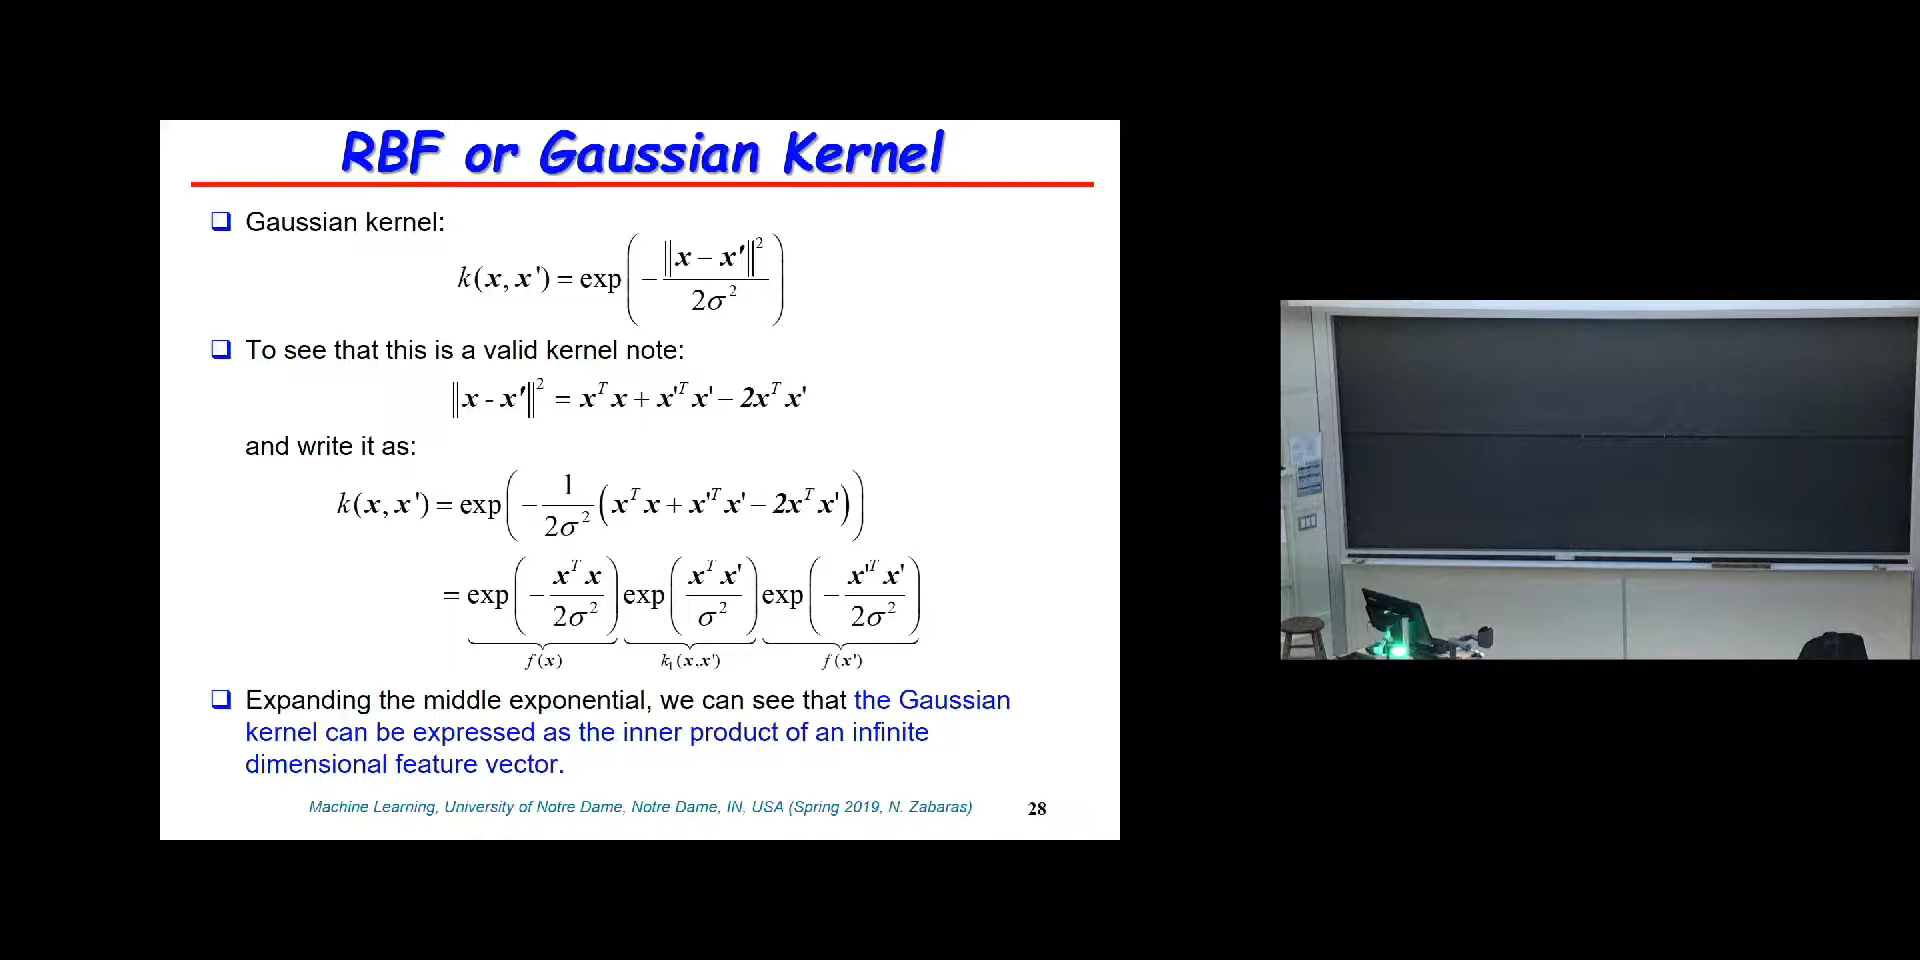 RBF or Gaussian Kernel
❑ Gaussian kernel:
k(x, x') = exp(−‖x − x'‖² / 2σ²)
❑ To see that this is a valid kernel note:
‖x - x'‖² = xᵀx + x'ᵀx' − 2xᵀx'
and write it as:
k(x, x') = exp(−1/2σ² (xᵀx + x'ᵀx' − 2xᵀx'))
= exp(−xᵀx / 2σ²) exp(xᵀx' / σ²) exp(−x'ᵀx' / 2σ²)
f(x) k₁(x,x') f(x')
❑ Expanding the middle exponential, we can see that the Gaussian
kernel can be expressed as the inner product of an infinite
dimensional feature vector.
Machine Learning, University of Notre Dame, Notre Dame, IN, USA (Spring 2019, N. Zabaras) 28